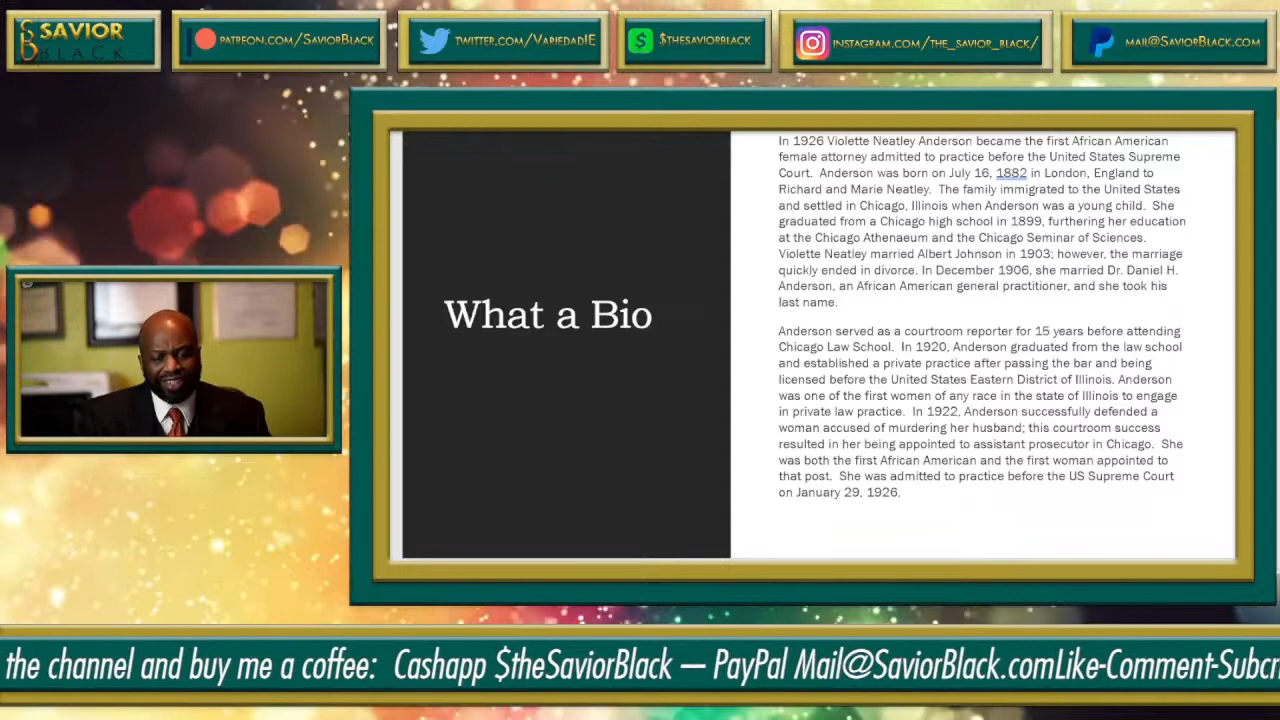 SAVIOR
BLACK
patreon.com/SaviorBlack
twitter.com/VariedadIE
$thesaviorblack
instagram.com/the_savior_black/
mail@SaviorBlack.com
What a Bio
In 1926 Violette Neatley Anderson became the first African American
female attorney admitted to practice before the United States Supreme
Court.  Anderson was born on July 16, 1882 in London, England to
Richard and Marie Neatley.  The family immigrated to the United States
and settled in Chicago, Illinois when Anderson was a young child.  She
graduated from a Chicago high school in 1899, furthering her education
at the Chicago Athenaeum and the Chicago Seminar of Sciences.
Violette Neatley married Albert Johnson in 1903; however, the marriage
quickly ended in divorce. In December 1906, she married Dr. Daniel H.
Anderson, an African American general practitioner, and she took his
last name.
Anderson served as a courtroom reporter for 15 years before attending
Chicago Law School.  In 1920, Anderson graduated from the law school
and established a private practice after passing the bar and being
licensed before the United States Eastern District of Illinois. Anderson
was one of the first women of any race in the state of Illinois to engage
in private law practice.  In 1922, Anderson successfully defended a
woman accused of murdering her husband; this courtroom success
resulted in her being appointed to assistant prosecutor in Chicago.  She
was both the first African American and the first woman appointed to
that post.  She was admitted to practice before the US Supreme Court
on January 29, 1926.
the channel and buy me a coffee:  Cashapp $theSaviorBlack — PayPal Mail@SaviorBlack.comLike-Comment-Subcri